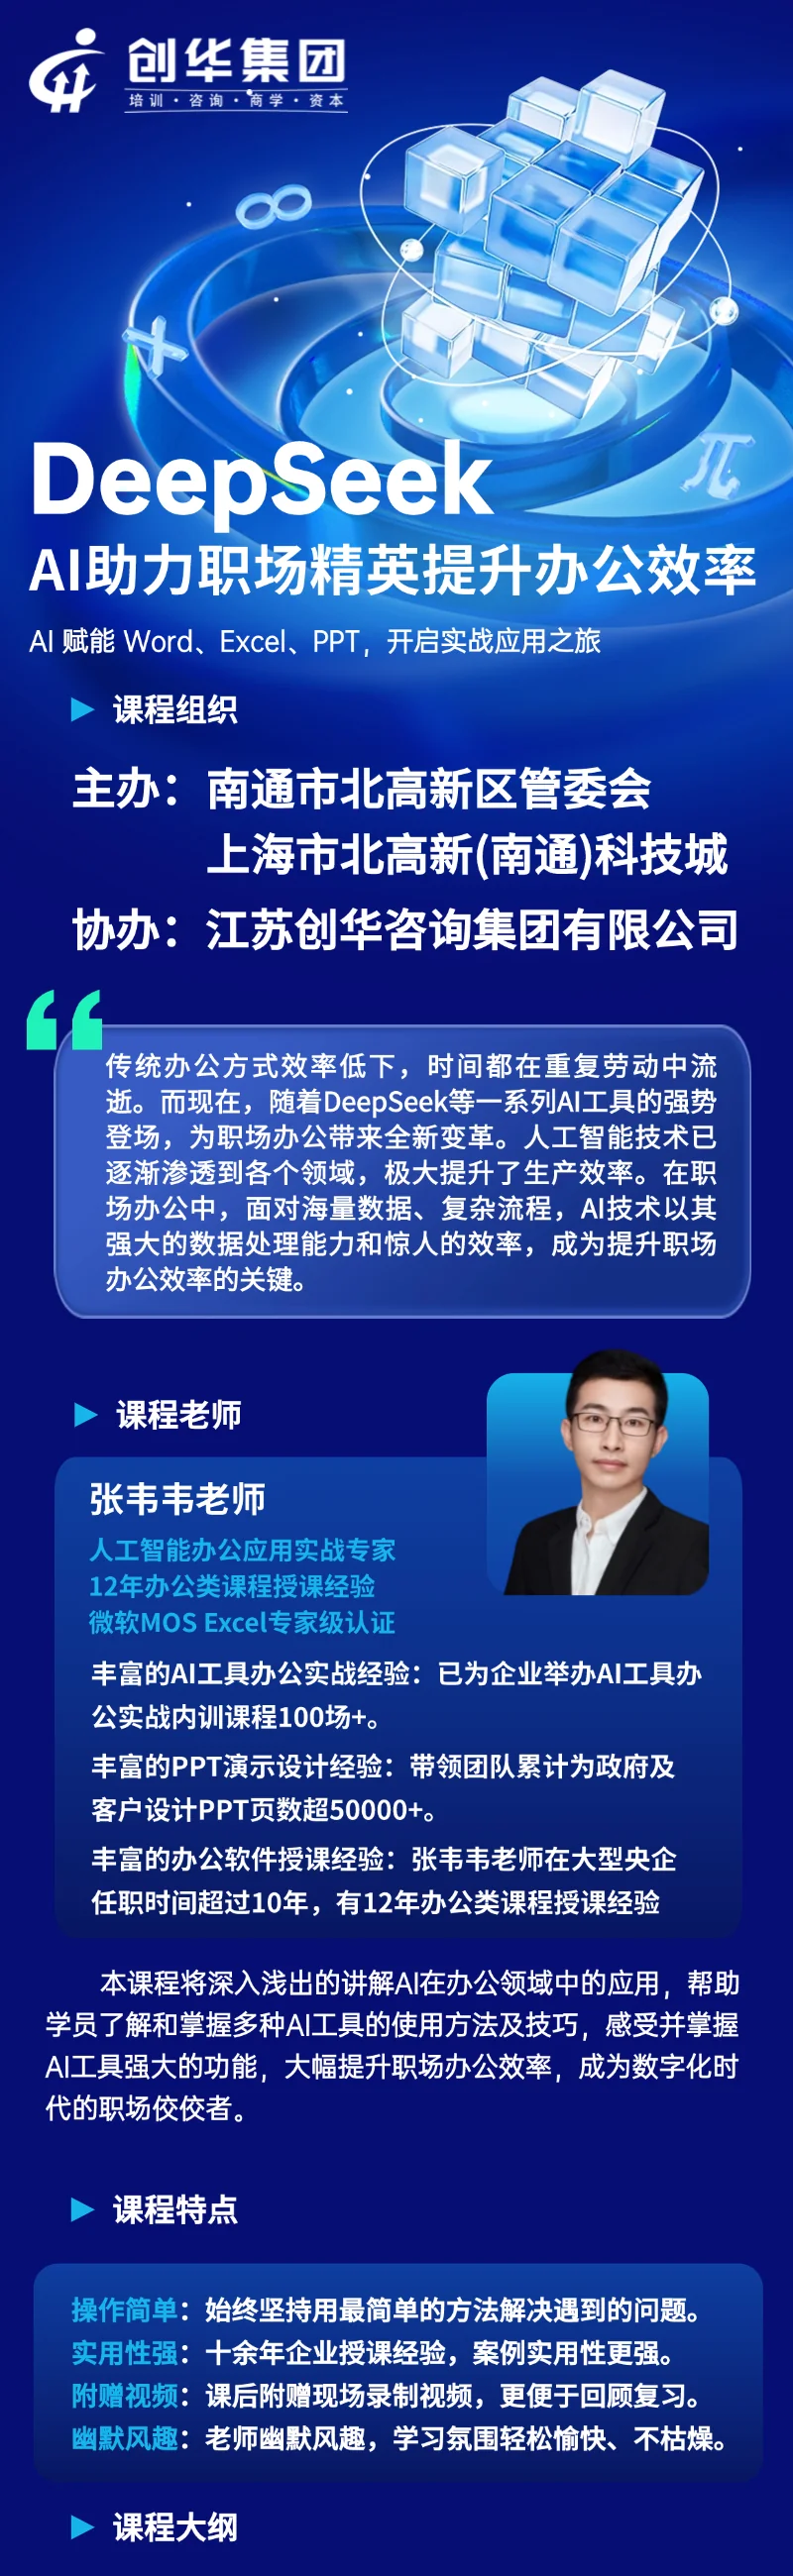 创华集团
培训·咨询·商学·资本
DeepSeek
AI助力职场精英提升办公效率
AI 赋能 Word、Excel、PPT，开启实战应用之旅
课程组织
主办：南通市北高新区管委会
上海市北高新(南通)科技城
协办：江苏创华咨询集团有限公司
传统办公方式效率低下，时间都在重复劳动中流
逝。而现在，随着DeepSeek等一系列AI工具的强势
登场，为职场办公带来全新变革。人工智能技术已
逐渐渗透到各个领域，极大提升了生产效率。在职
场办公中，面对海量数据、复杂流程，AI技术以其
强大的数据处理能力和惊人的效率，成为提升职场
办公效率的关键。
课程老师
张韦韦老师
人工智能办公应用实战专家
12年办公类课程授课经验
微软MOS Excel专家级认证
丰富的AI工具办公实战经验：已为企业举办AI工具办
公实战内训课程100场+。
丰富的PPT演示设计经验：带领团队累计为政府及
客户设计PPT页数超50000+。
丰富的办公软件授课经验：张韦韦老师在大型央企
任职时间超过10年，有12年办公类课程授课经验
本课程将深入浅出的讲解AI在办公领域中的应用，帮助
学员了解和掌握多种AI工具的使用方法及技巧，感受并掌握
AI工具强大的功能，大幅提升职场办公效率，成为数字化时
代的职场佼佼者。
课程特点
操作简单：始终坚持用最简单的方法解决遇到的问题。
实用性强：十余年企业授课经验，案例实用性更强。
附赠视频：课后附赠现场录制视频，更便于回顾复习。
幽默风趣：老师幽默风趣，学习氛围轻松愉快、不枯燥。
课程大纲